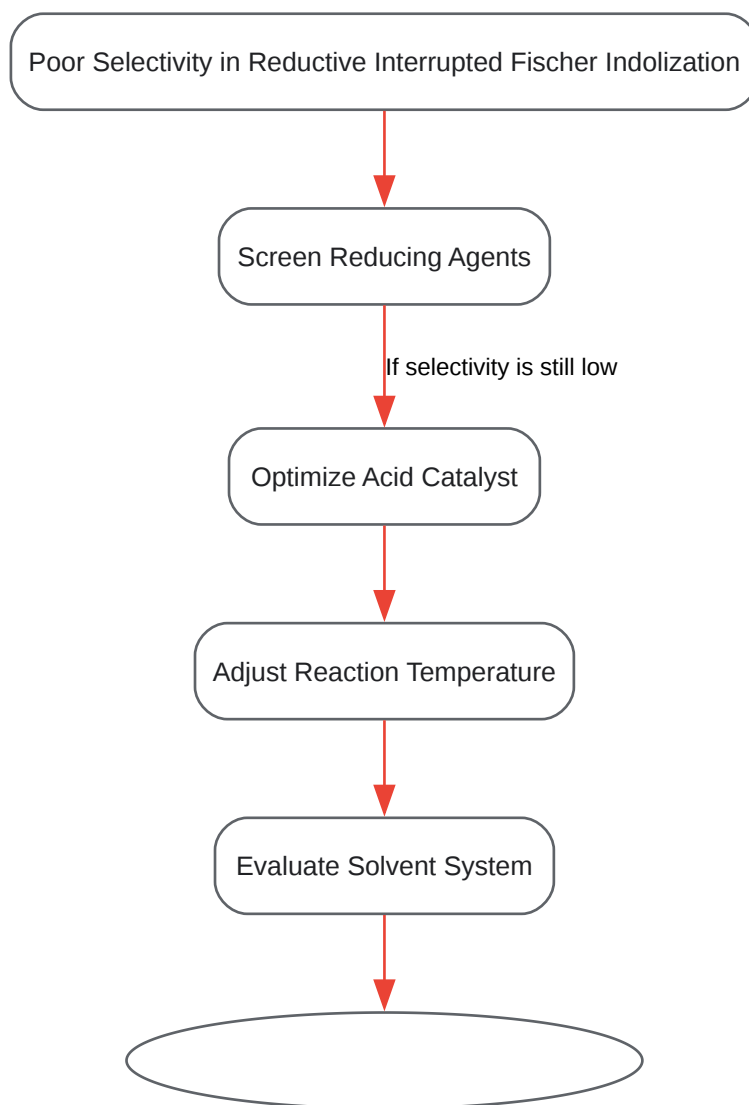 Poor Selectivity in Reductive Interrupted Fischer Indolization
Screen Reducing Agents
If selectivity is still low
Optimize Acid Catalyst
Adjust Reaction Temperature
Evaluate Solvent System